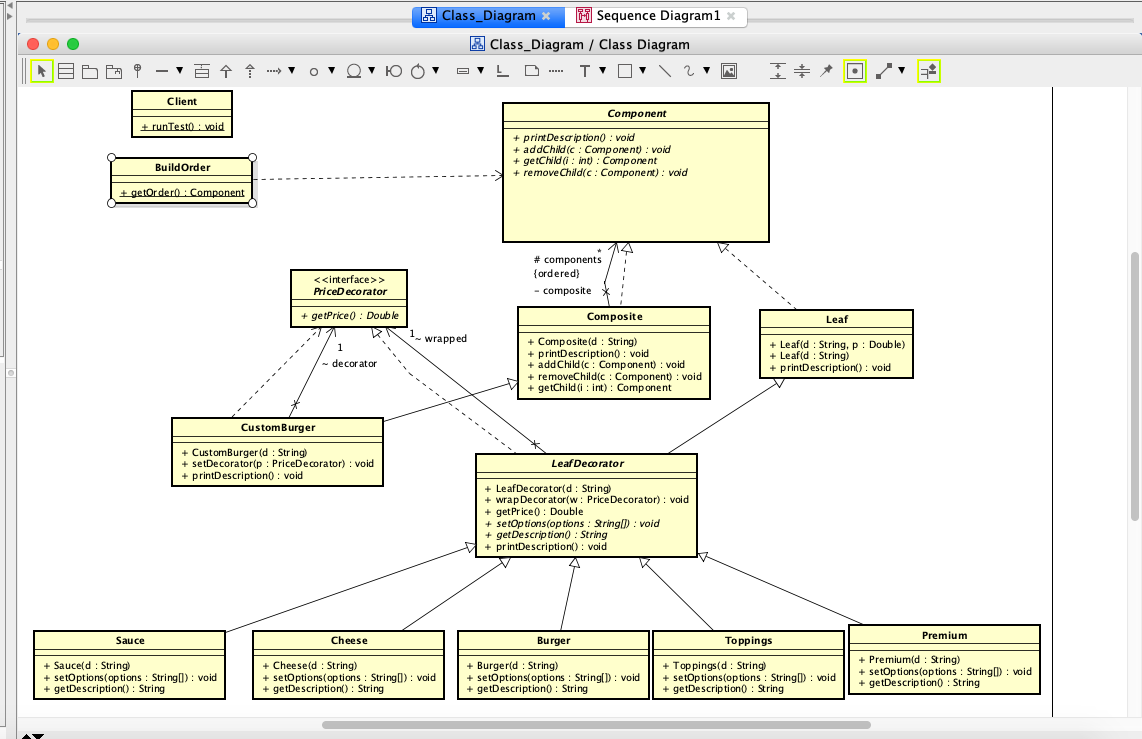 Class_Diagram
Sequence Diagram1
Class_Diagram / Class Diagram
Client
+ runTest() : void
BuildOrder
+ getOrder() : Component
Component
+ printDescription() : void
+ addChild(c : Component) : void
+ getChild(i : int) : Component
+ removeChild(c : Component) : void
*
# components
{ordered}
~ composite
<<interface>>
PriceDecorator
+ getPrice() : Double
1
~ wrapped
1
~ decorator
Composite
+ Composite(d : String)
+ printDescription() : void
+ addChild(c : Component) : void
+ removeChild(c : Component) : void
+ getChild(i : int) : Component
Leaf
+ Leaf(d : String, p : Double)
+ Leaf(d : String)
+ printDescription() : void
CustomBurger
+ CustomBurger(d : String)
+ setDecorator(p : PriceDecorator) : void
+ printDescription() : void
LeafDecorator
+ LeafDecorator(d : String)
+ wrapDecorator(w : PriceDecorator) : void
+ getPrice() : Double
+ setOptions(options : String[]) : void
+ getDescription() : String
+ printDescription() : void
Sauce
+ Sauce(d : String)
+ setOptions(options : String[]) : void
+ getDescription() : String
Cheese
+ Cheese(d : String)
+ setOptions(options : String[]) : void
+ getDescription() : String
Burger
+ Burger(d : String)
+ setOptions(options : String[]) : void
+ getDescription() : String
Toppings
+ Toppings(d : String)
+ setOptions(options : String[]) : void
+ getDescription() : String
Premium
+ Premium(d : String)
+ setOptions(options : String[]) : void
+ getDescription() : String